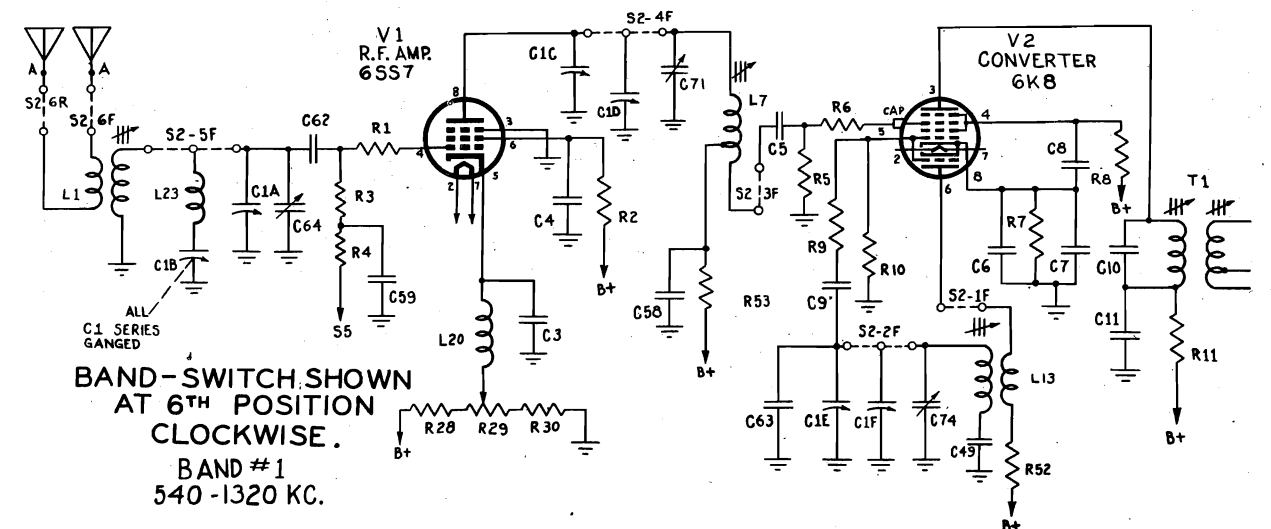 V1
R.F. AMP.
6SS7
S2-4F
V2
CONVERTER
6K8
A
A
S2 6R
S2 6F
S2-5F
C62
R1
C1C
C1D
C71
L7
C5
R6
CAP
L1
L23
C1A
C64
R3
R4
C59
S5
C1B
ALL
C1 SERIES
GANGED
8
3
6
4
2
7
5
C4
R2
B+
L20
C3
R28
R29
R30
B+
C58
R53
B+
S2 3F
R5
R9
C9
R10
3
4
5
2
7
8
6
C8
R8
B+
R7
C6
C7
T1
C10
C11
R11
B+
S2-1F
S2-2F
L13
C63
C1E
C1F
C74
C49
R52
B+
BAND-SWITCH SHOWN
AT 6TH POSITION
CLOCKWISE.
BAND #1
540-1320 KC.